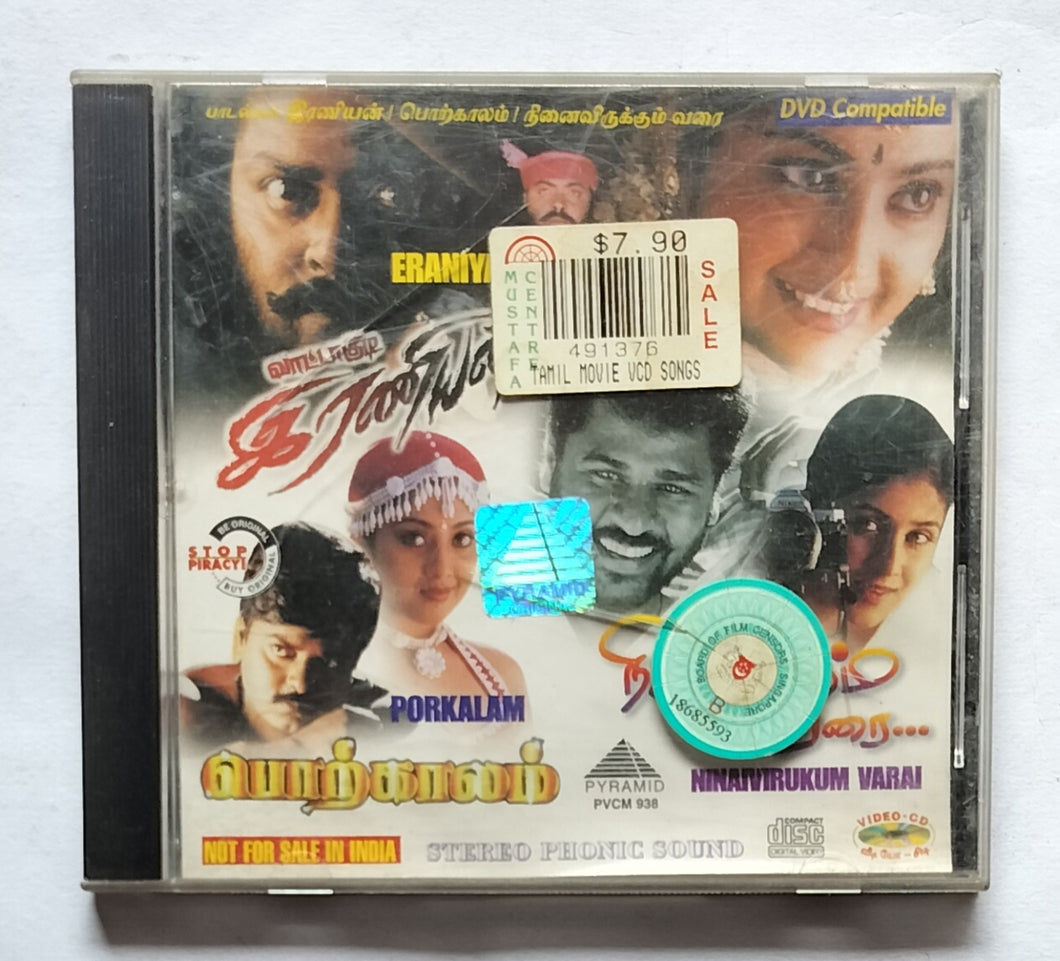 பாடல்கள் இரணியன் / பொற்காலம் / நினைவிருக்கும் வரை
DVD Compatible
$7.90
MUSTAFA
CENTRE
SALE
491376
TAMIL MOVIE VCD SONGS
வாட்டாகுடி
இரணியன்
BE ORIGINAL
STOP
PIRACY!
BUY ORIGINAL
PYRAMID
BOARD OF FILM CENSORS SINGAPORE
B
18685593
வரை...
PORKALAM
பொற்காலம்
PYRAMID
PVCM 938
NINAIVIRUKUM VARAI
NOT FOR SALE IN INDIA
STEREO PHONIC SOUND
COMPACT
disc
DIGITAL VIDEO
VIDEO-CD